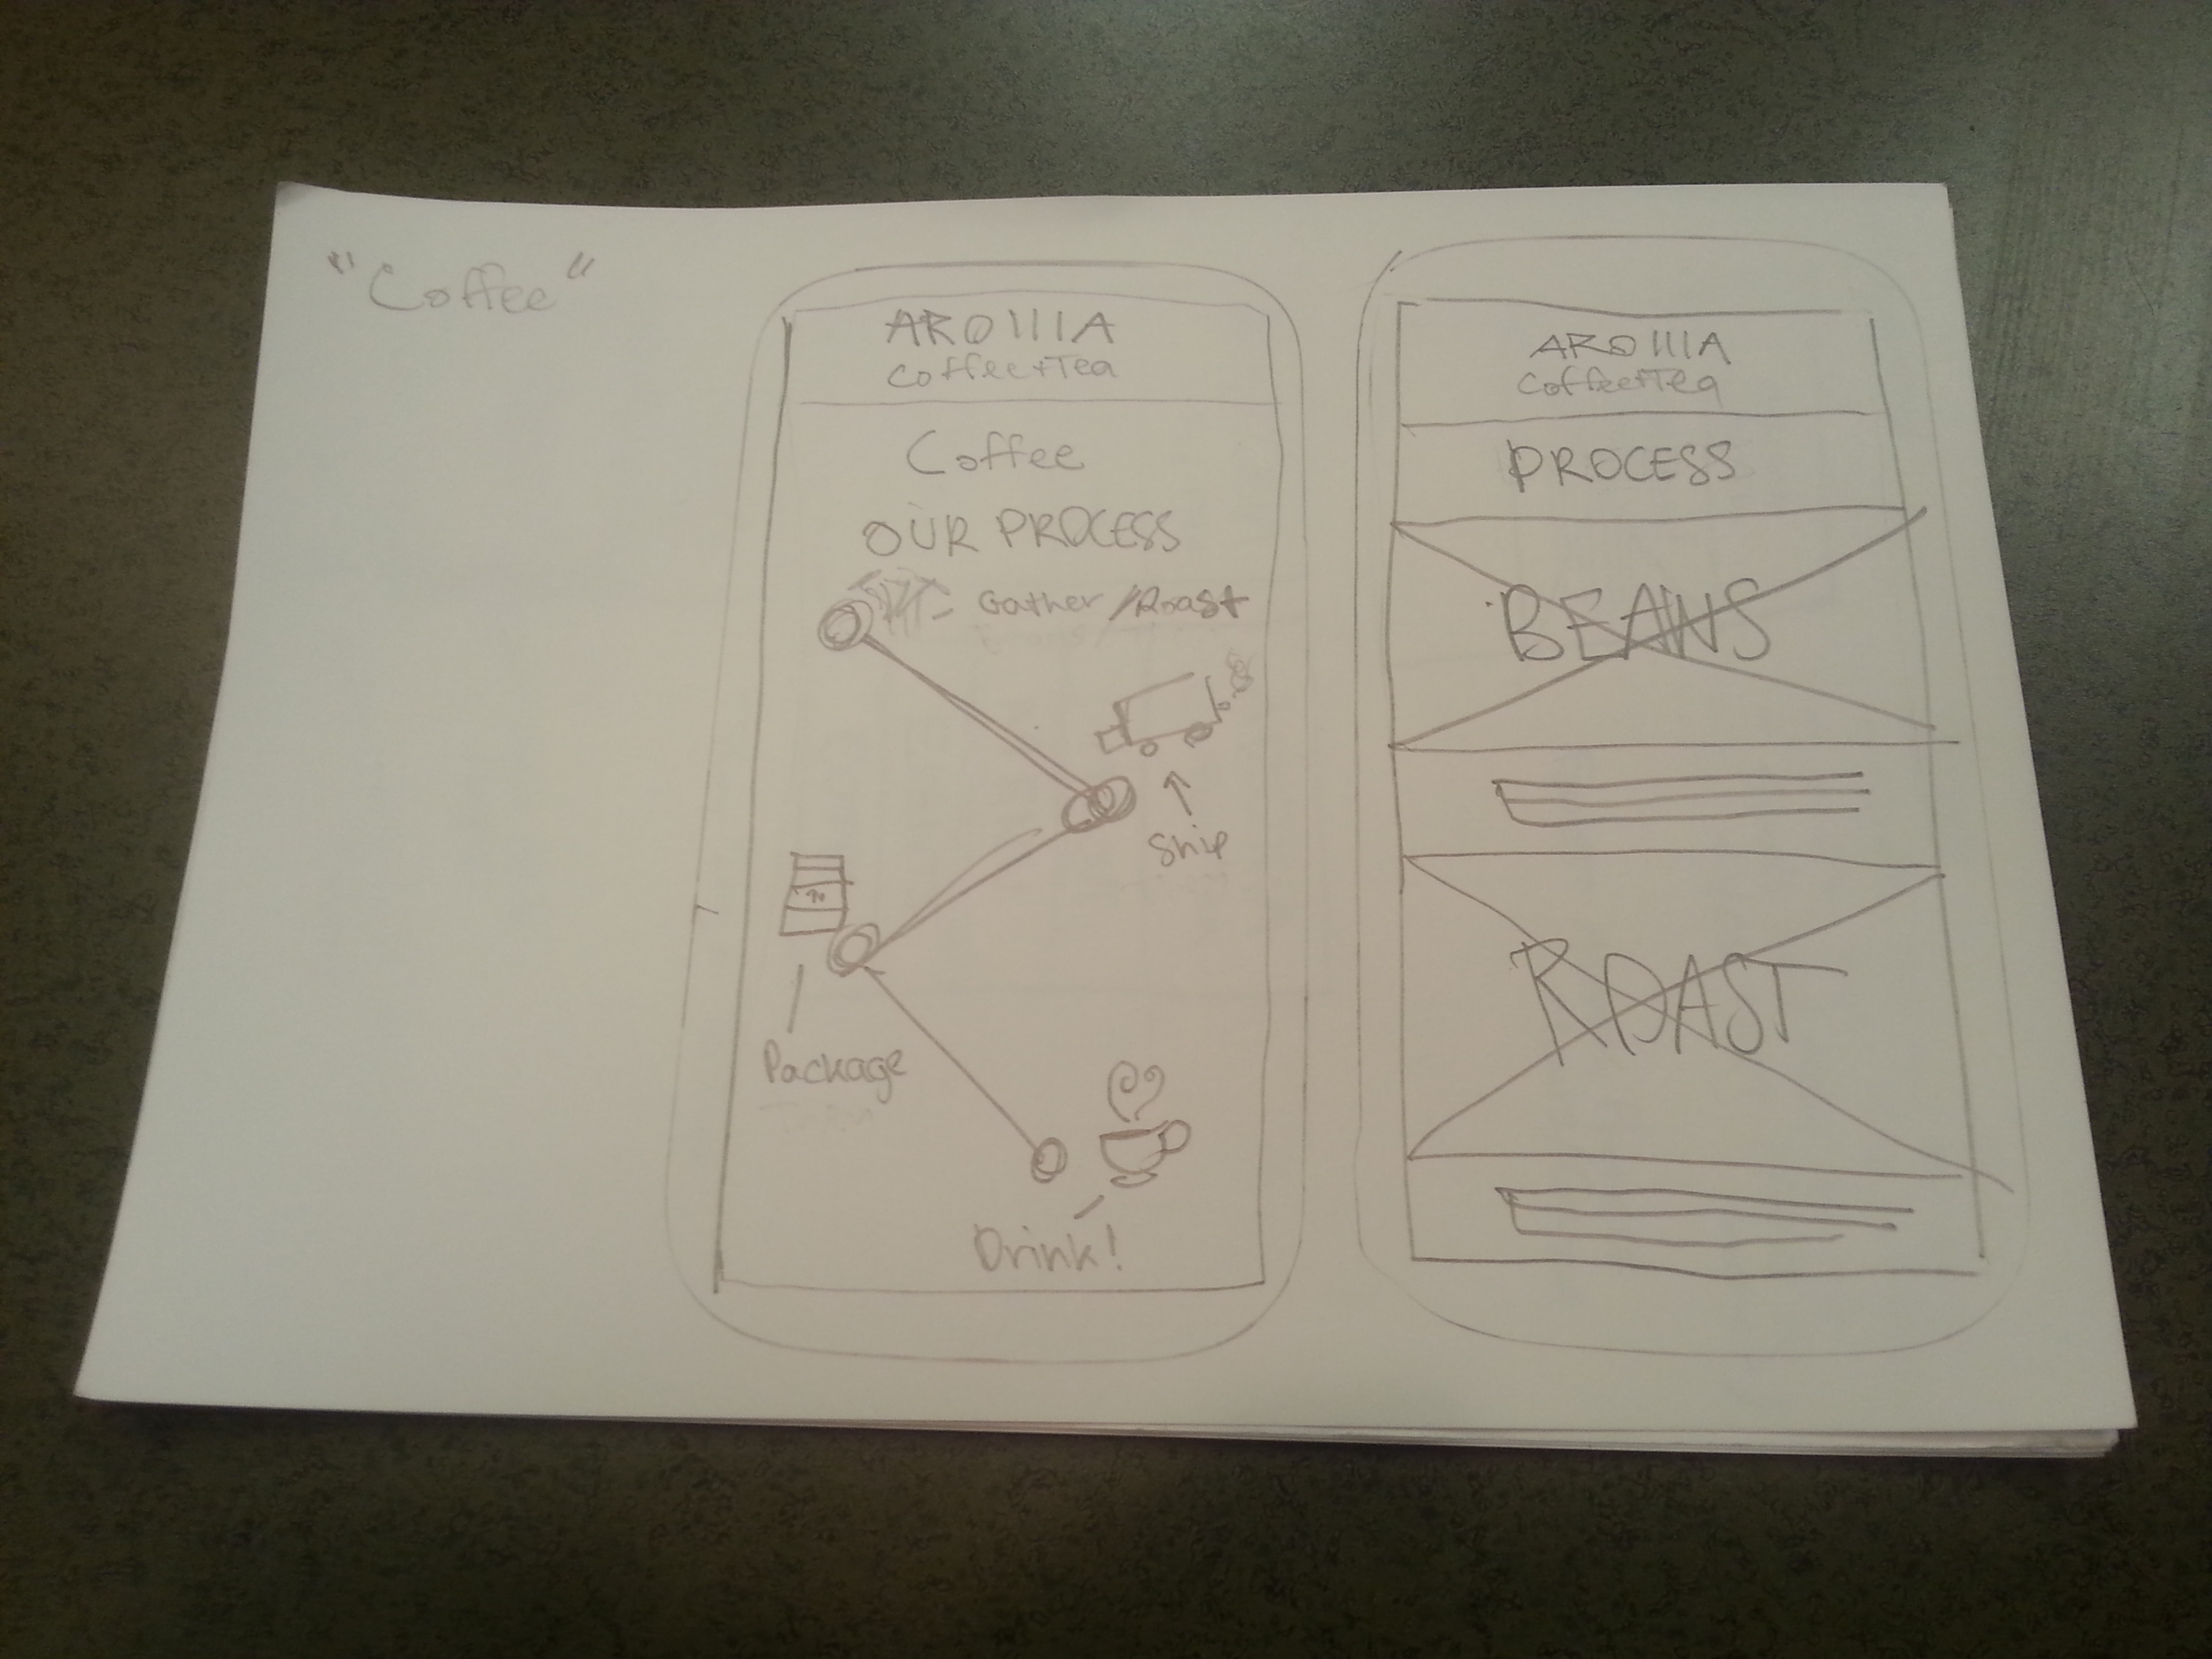 "Coffee"
AROMA
Coffee+Tea
Coffee
OUR PROCESS
Gather/Roast
Ship
Package
Drink!
AROMA
Coffee+Tea
PROCESS
BEANS
ROAST